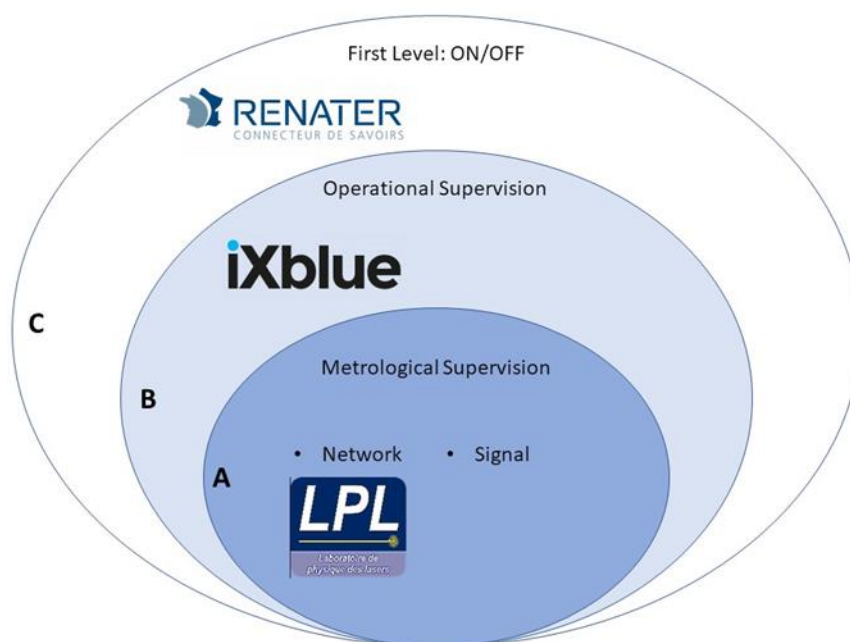 First Level: ON/OFF
RENATER
CONNECTEUR DE SAVOIRS
Operational Supervision
iXblue
C
Metrological Supervision
B
• Network • Signal
A
LPL
Laboratoire de
physique des lasers